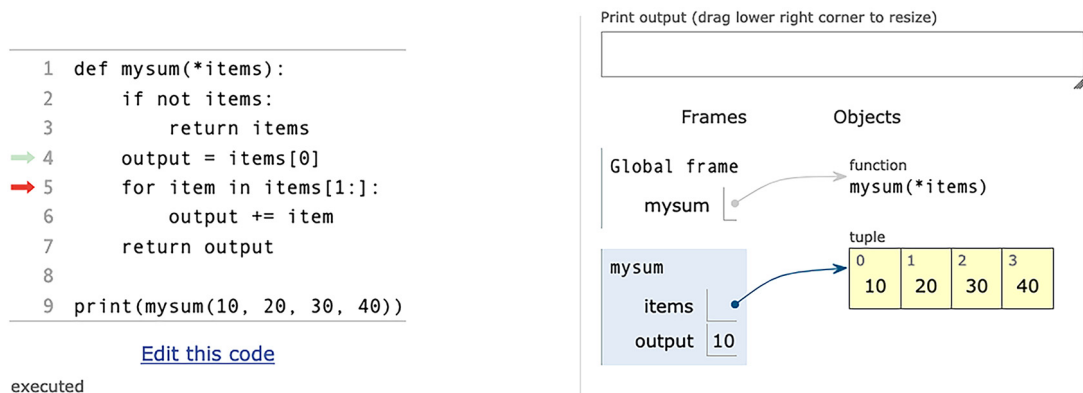 1 def mysum(*items):
2     if not items:
3         return items
4     output = items[0]
5     for item in items[1:]:
6         output += item
7     return output
8
9 print(mysum(10, 20, 30, 40))
Edit this code
executed
Print output (drag lower right corner to resize)
Frames Objects
Global frame
mysum
function
mysum(*items)
mysum
items
output 10
tuple
0 1 2 3
10 20 30 40